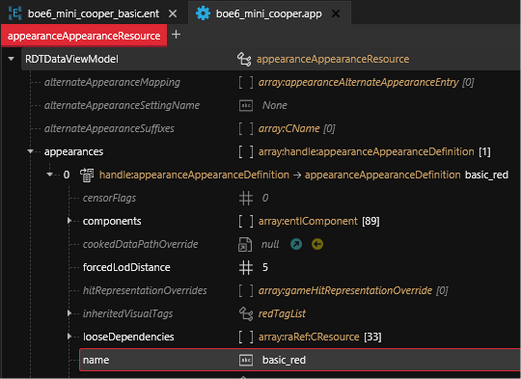 boe6_mini_cooper_basic.ent × boe6_mini_cooper.app ×
appearanceAppearanceResource +
RDTDataViewModel appearanceAppearanceResource
alternateAppearanceMapping [ ] array:appearanceAlternateAppearanceEntry [0]
alternateAppearanceSettingName abc None
alternateAppearanceSuffixes [ ] array:CName [0]
appearances [ ] array:handle:appearanceAppearanceDefinition [1]
0 handle:appearanceAppearanceDefinition → appearanceAppearanceDefinition basic_red
censorFlags # 0
components [ ] array:entIComponent [89]
cookedDataPathOverride null
forcedLodDistance # 5
hitRepresentationOverrides [ ] array:gameHitRepresentationOverride [0]
inheritedVisualTags redTagList
looseDependencies [ ] array:raRef:CResource [33]
name abc basic_red